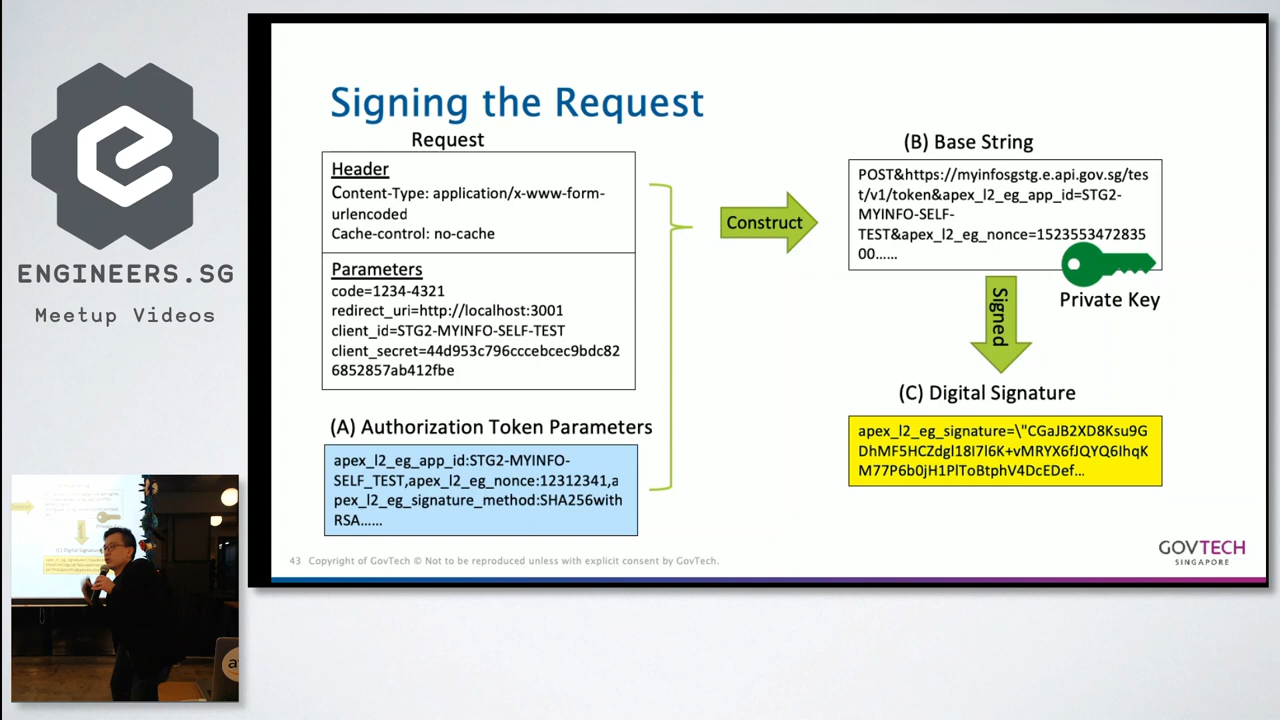 ENGINEERS.SG
Meetup Videos
Signing the Request
Request
Header
Content-Type: application/x-www-form-
urlencoded
Cache-control: no-cache
Parameters
code=1234-4321
redirect_uri=http://localhost:3001
client_id=STG2-MYINFO-SELF-TEST
client_secret=44d953c796cccebcec9bdc82
6852857ab412fbe
(A) Authorization Token Parameters
apex_l2_eg_app_id:STG2-MYINFO-
SELF_TEST,apex_l2_eg_nonce:12312341,a
pex_l2_eg_signature_method:SHA256with
RSA......
Construct
(B) Base String
POST&https://myinfosgstg.e.api.gov.sg/tes
t/v1/token&apex_l2_eg_app_id=STG2-
MYINFO-SELF-
TEST&apex_l2_eg_nonce=1523553472835
00......
Private Key
Signed
(C) Digital Signature
apex_l2_eg_signature=\"CGaJB2XD8Ksu9G
DhMF5HCZdgl18I7l6K+vMRYX6fJQYQ6IhqK
M77P6b0jH1PlToBtphV4DcEDef...
43 Copyright of GovTech © Not to be reproduced unless with explicit consent by GovTech.
GOVTECH
SINGAPORE